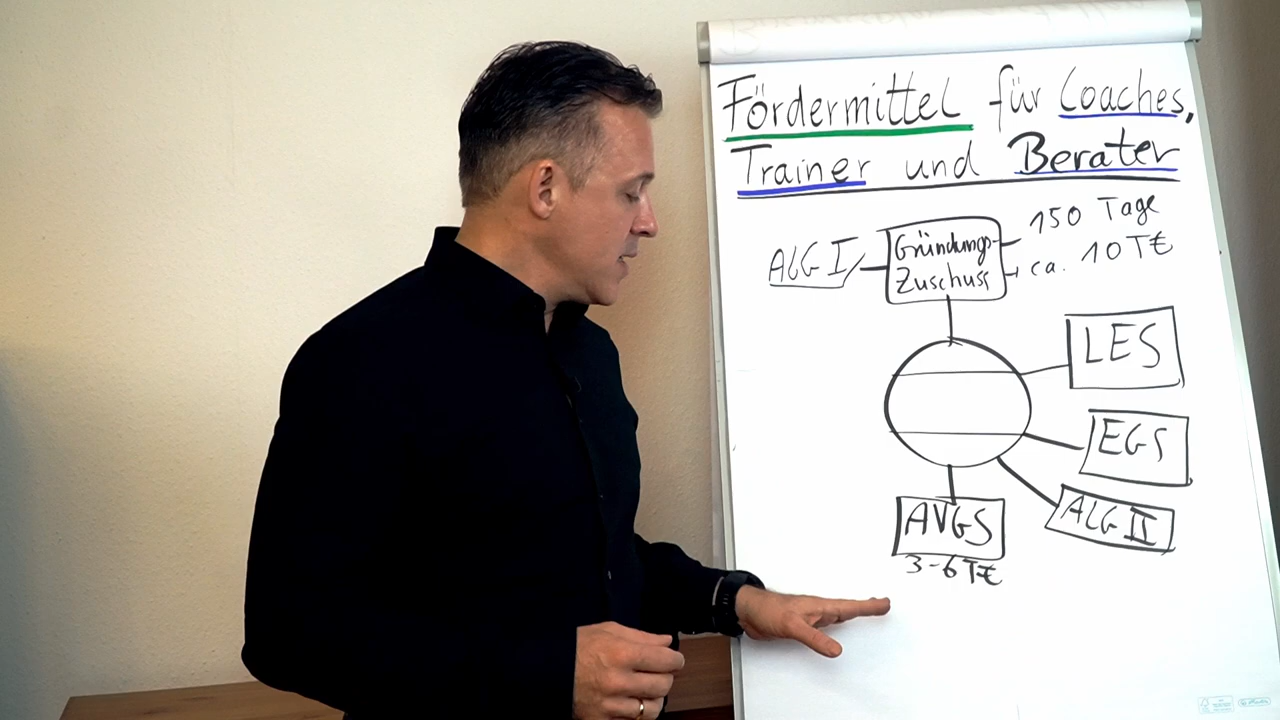 Fördermittel für Coaches,
Trainer und Berater
150 Tage
ALG I
Gründungs-
Zuschuss
ca. 10 T€
LES
EGS
ALG II
AVGS
3-6 T€